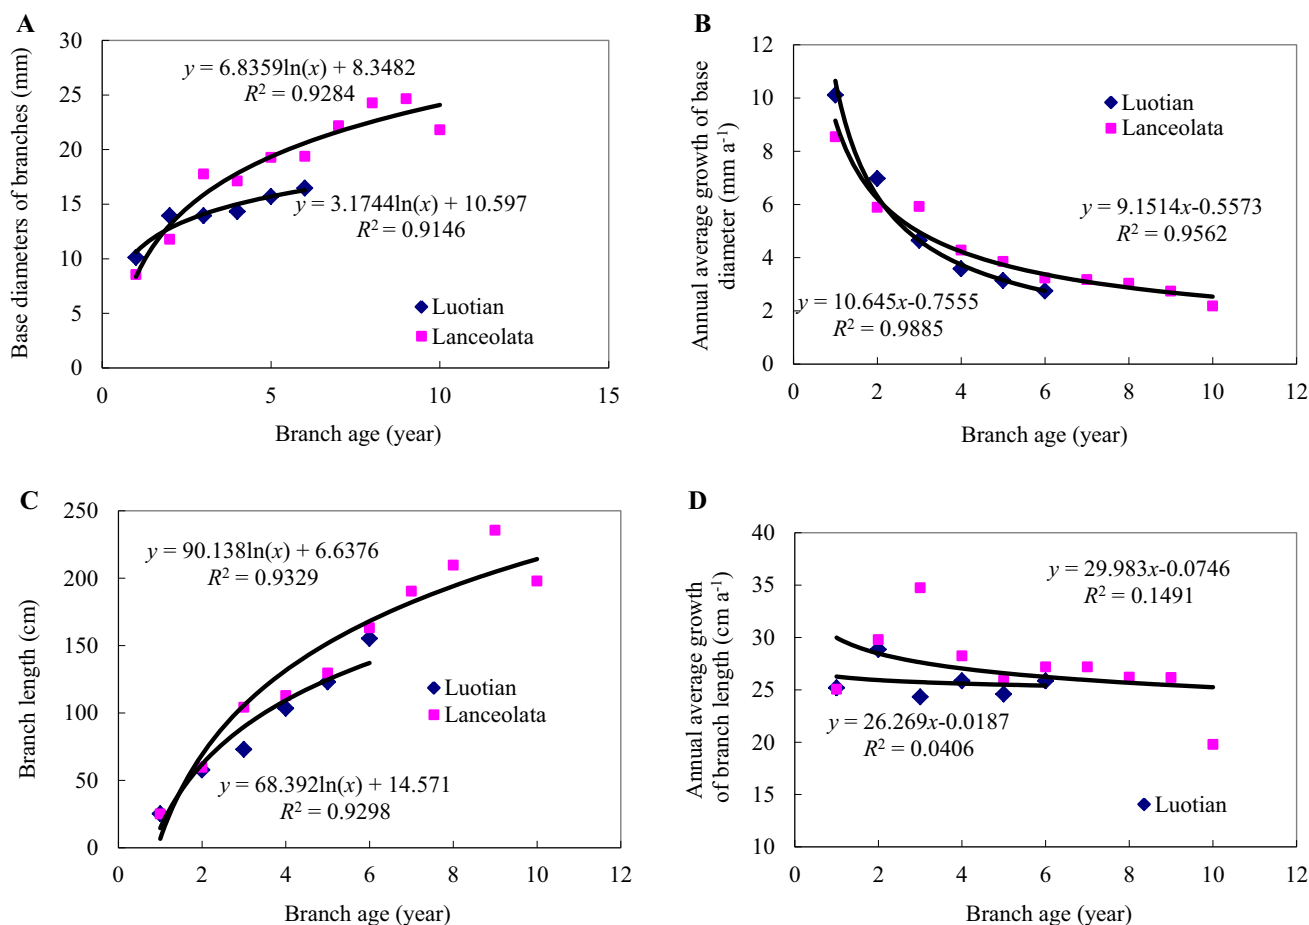 A
Base diameters of branches (mm)
30
25
20
15
10
5
0
y = 6.8359ln(x) + 8.3482
R² = 0.9284
y = 3.1744ln(x) + 10.597
R² = 0.9146
Luotian
Lanceolata
0 5 10 15
Branch age (year)
B
Annual average growth of base
diameter (mm a⁻¹)
12
10
8
6
4
2
0
Luotian
Lanceolata
y = 9.1514x-0.5573
R² = 0.9562
y = 10.645x-0.7555
R² = 0.9885
0 2 4 6 8 10 12
Branch age (year)
C
Branch length (cm)
250
200
150
100
50
0
y = 90.138ln(x) + 6.6376
R² = 0.9329
Luotian
Lanceolata
y = 68.392ln(x) + 14.571
R² = 0.9298
0 2 4 6 8 10 12
Branch age (year)
D
Annual average growth
of branch length (cm a⁻¹)
40
35
30
25
20
15
10
y = 29.983x-0.0746
R² = 0.1491
y = 26.269x-0.0187
R² = 0.0406
Luotian
0 2 4 6 8 10 12
Branch age (year)